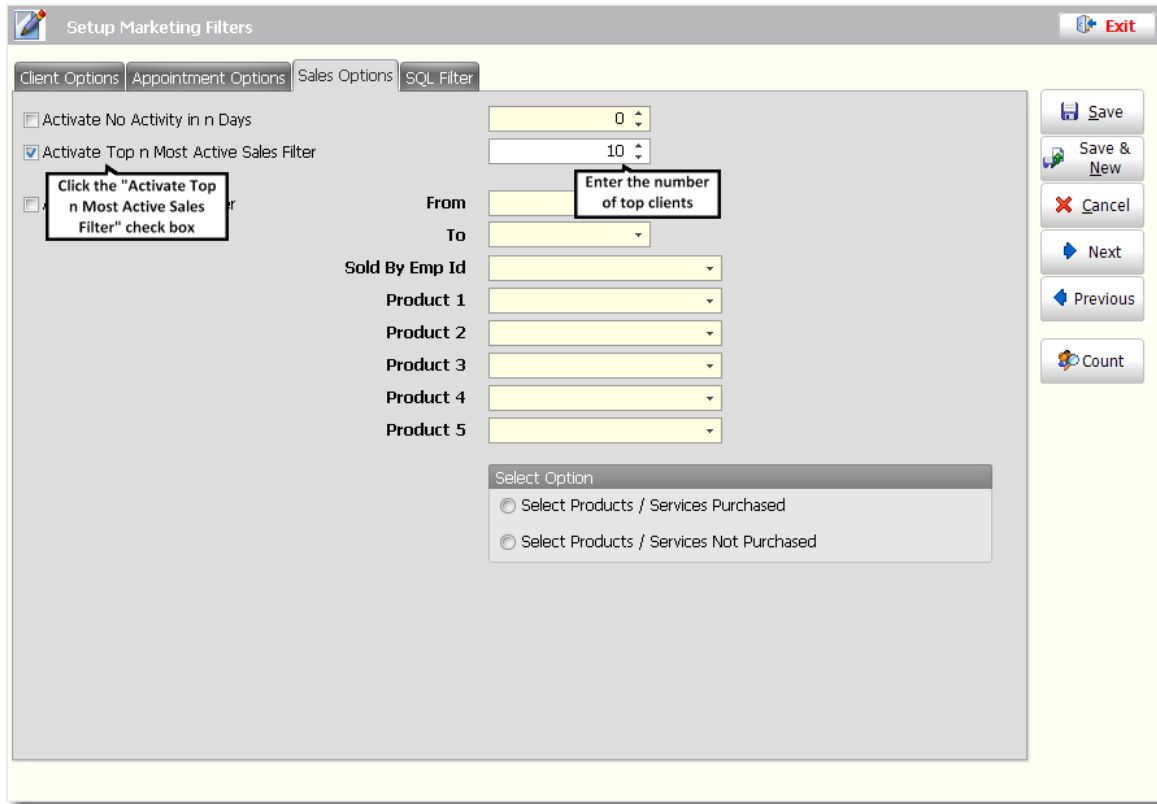 Setup Marketing Filters
Exit
Client Options
Appointment Options
Sales Options
SQL Filter
Activate No Activity in n Days
0
Activate Top n Most Active Sales Filter
10
Click the "Activate Top
n Most Active Sales
Filter" check box
Enter the number
of top clients
From
To
Sold By Emp Id
Product 1
Product 2
Product 3
Product 4
Product 5
Select Option
Select Products / Services Purchased
Select Products / Services Not Purchased
Save
Save &
New
Cancel
Next
Previous
Count